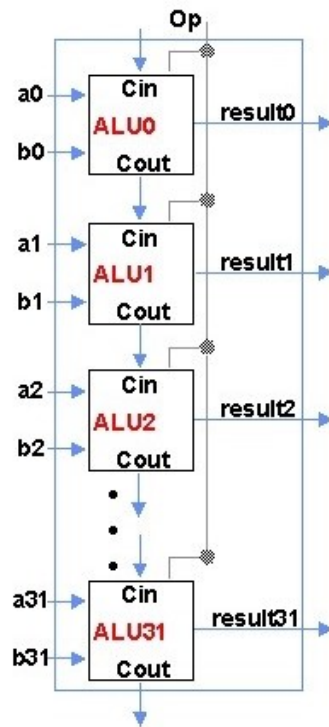 Op
Cin
a0
ALU0
result0
b0
Cout
Cin
a1
ALU1
result1
b1
Cout
Cin
a2
ALU2
result2
b2
Cout
Cin
a31
ALU31
result31
b31
Cout